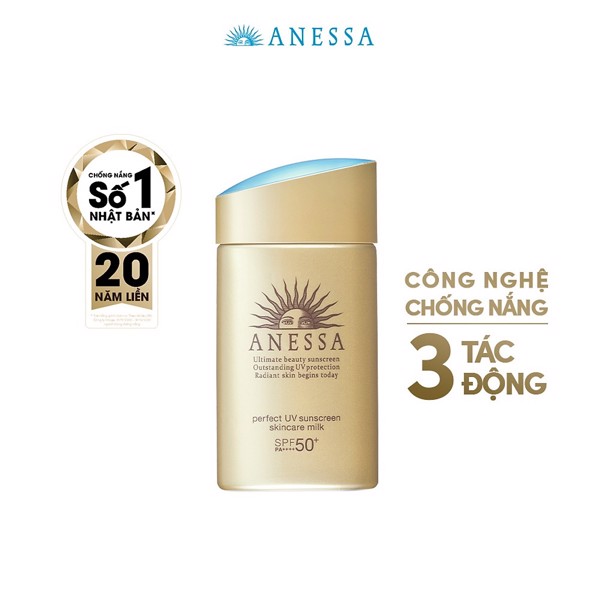 ANESSA
CHỐNG NẮNG
Số 1
NHẬT BẢN*
20
NĂM LIỀN
ANESSA
Ultimate beauty sunscreen
Outstanding UV protection
Radiant skin begins today
perfect UV sunscreen
skincare milk
SPF50+
PA++++
CÔNG NGHỆ
CHỐNG NẮNG
3 TÁC
ĐỘNG